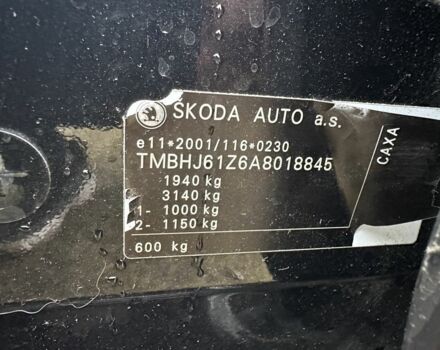 ŠKODA AUTO a.s.
e11*2001/116*0230
TMBHJ61Z6A8018845
1940 kg
3140 kg
1- 1000 kg
2- 1150 kg
600 kg
CAXA